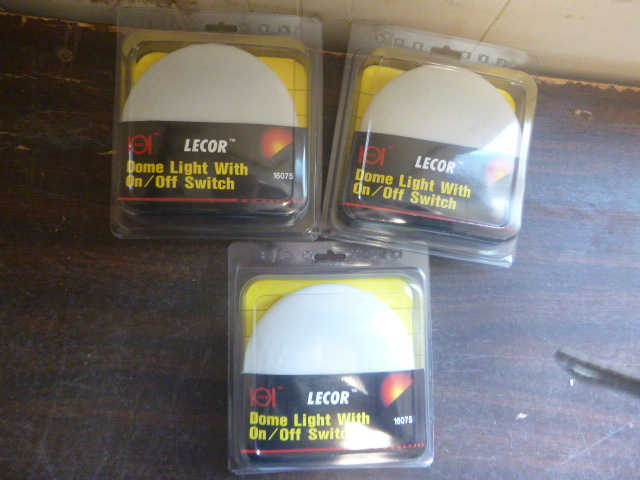 LECOR™
Dome Light With
On/Off Switch
16075
LECOR™
Dome Light With
On/Off Switch
LECOR™
Dome Light With
On/Off Switch
16075